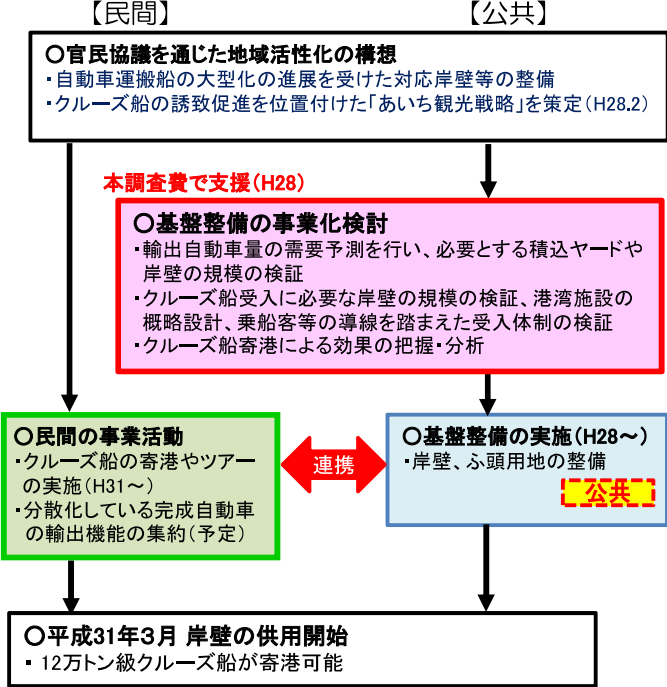 【民間】
【公共】
○官民協議を通じた地域活性化の構想
・自動車運搬船の大型化の進展を受けた対応岸壁等の整備
・クルーズ船の誘致促進を位置付けた「あいち観光戦略」を策定(H28.2)
本調査費で支援(H28)
○基盤整備の事業化検討
・輸出自動車量の需要予測を行い、必要とする積込ヤードや
岸壁の規模の検証
・クルーズ船受入に必要な岸壁の規模の検証、港湾施設の
概略設計、乗船客等の導線を踏まえた受入体制の検証
・クルーズ船寄港による効果の把握・分析
○民間の事業活動
・クルーズ船の寄港やツアー
の実施(H31～)
・分散化している完成自動車
の輸出機能の集約(予定)
連携
○基盤整備の実施(H28～)
・岸壁、ふ頭用地の整備
公共
○平成31年3月 岸壁の供用開始
・12万トン級クルーズ船が寄港可能